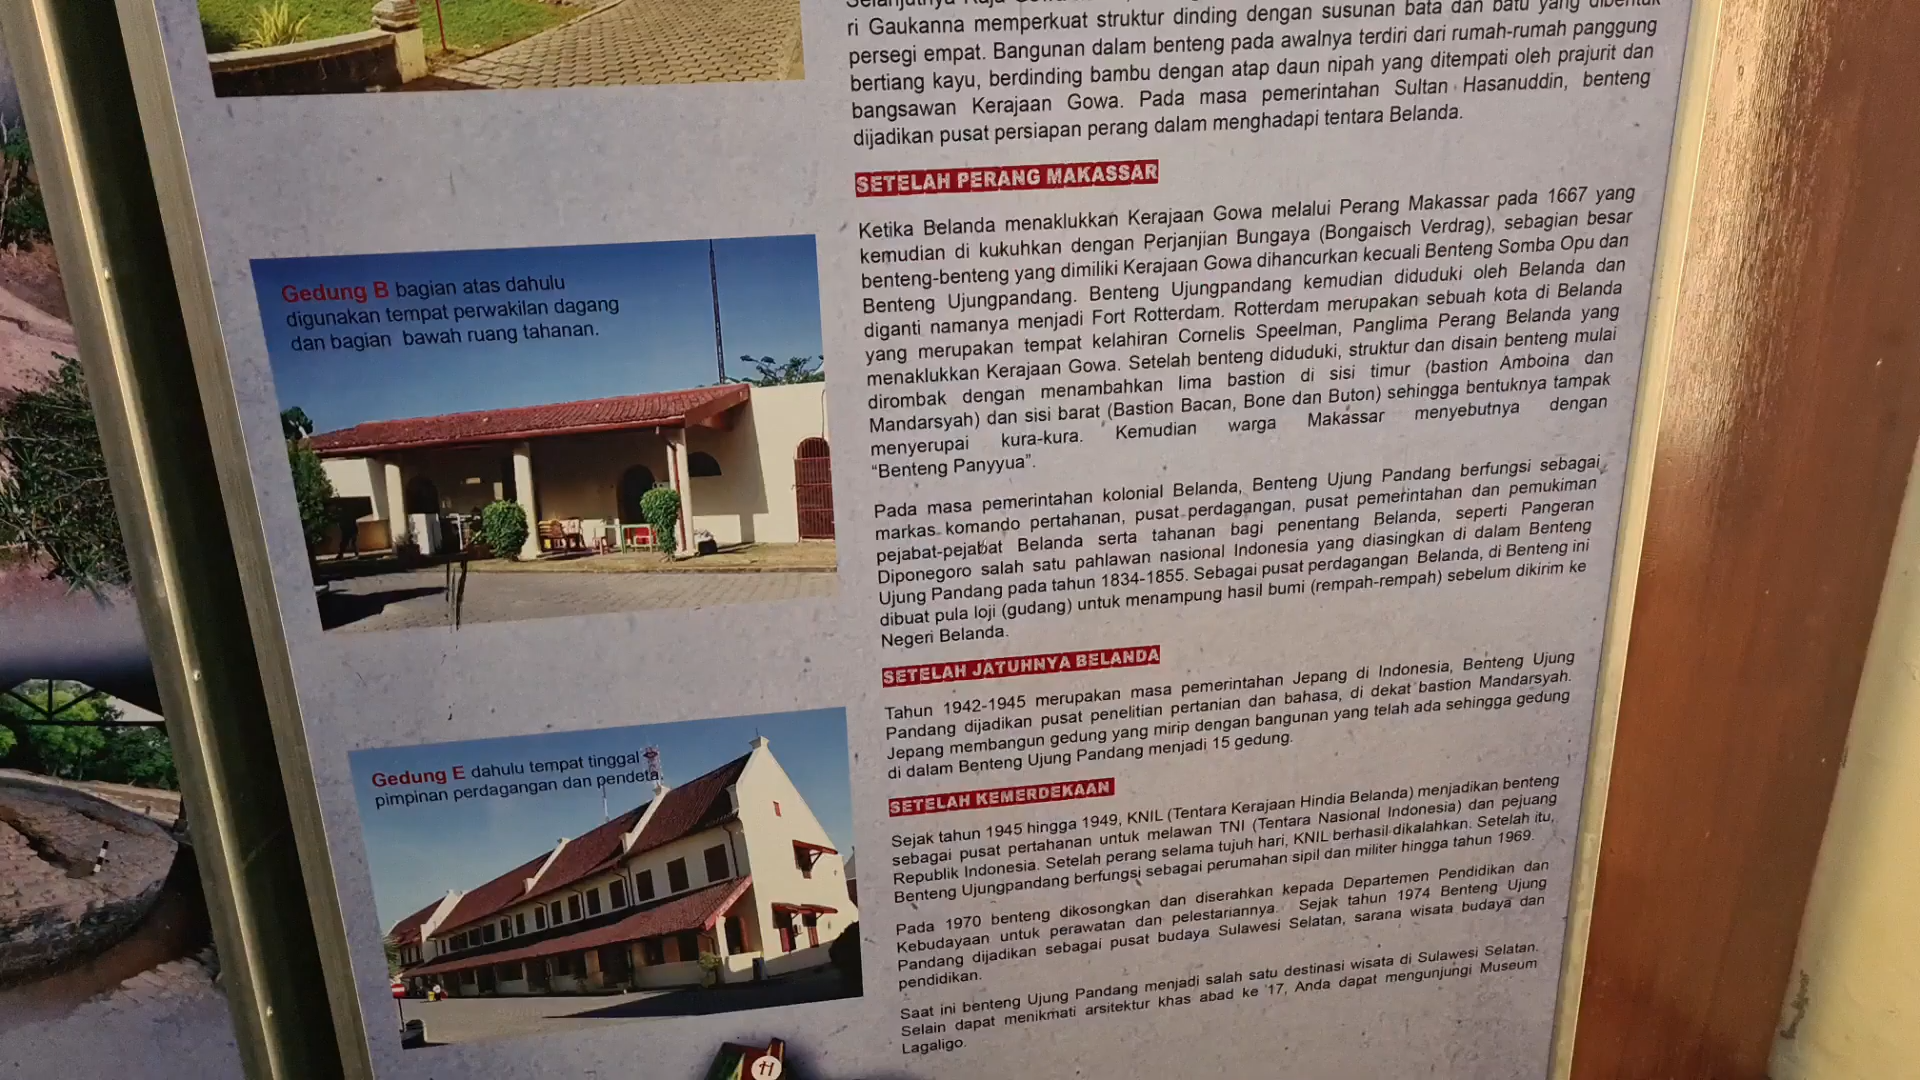 ri Gaukanna memperkuat struktur dinding dengan susunan bata dan batu yang dibentuk
persegi empat. Bangunan dalam benteng pada awalnya terdiri dari rumah-rumah panggung
bertiang kayu, berdinding bambu dengan atap daun nipah yang ditempati oleh prajurit dan
bangsawan Kerajaan Gowa. Pada masa pemerintahan Sultan Hasanuddin, benteng
dijadikan pusat persiapan perang dalam menghadapi tentara Belanda.
SETELAH PERANG MAKASSAR
Ketika Belanda menaklukkan Kerajaan Gowa melalui Perang Makassar pada 1667 yang
kemudian di kukuhkan dengan Perjanjian Bungaya (Bongaisch Verdrag), sebagian besar
benteng-benteng yang dimiliki Kerajaan Gowa dihancurkan kecuali Benteng Somba Opu dan
Benteng Ujungpandang. Benteng Ujungpandang kemudian diduduki oleh Belanda dan
diganti namanya menjadi Fort Rotterdam. Rotterdam merupakan sebuah kota di Belanda
yang merupakan tempat kelahiran Cornelis Speelman, Panglima Perang Belanda yang
menaklukkan Kerajaan Gowa. Setelah benteng diduduki, struktur dan disain benteng mulai
dirombak dengan menambahkan lima bastion di sisi timur (bastion Amboina dan
Mandarsyah) dan sisi barat (Bastion Bacan, Bone dan Buton) sehingga bentuknya tampak
menyerupai kura-kura. Kemudian warga Makassar menyebutnya dengan
“Benteng Panyyua”.
Pada masa pemerintahan kolonial Belanda, Benteng Ujung Pandang berfungsi sebagai
markas komando pertahanan, pusat perdagangan, pusat pemerintahan dan pemukiman
pejabat-pejabat Belanda serta tahanan bagi penentang Belanda, seperti Pangeran
Diponegoro salah satu pahlawan nasional Indonesia yang diasingkan di dalam Benteng
Ujung Pandang pada tahun 1834-1855. Sebagai pusat perdagangan Belanda, di Benteng ini
dibuat pula loji (gudang) untuk menampung hasil bumi (rempah-rempah) sebelum dikirim ke
Negeri Belanda.
SETELAH JATUHNYA BELANDA
Tahun 1942-1945 merupakan masa pemerintahan Jepang di Indonesia, Benteng Ujung
Pandang dijadikan pusat penelitian pertanian dan bahasa, di dekat bastion Mandarsyah.
Jepang membangun gedung yang mirip dengan bangunan yang telah ada sehingga gedung
di dalam Benteng Ujung Pandang menjadi 15 gedung.
SETELAH KEMERDEKAAN
Sejak tahun 1945 hingga 1949, KNIL (Tentara Kerajaan Hindia Belanda) menjadikan benteng
sebagai pusat pertahanan untuk melawan TNI (Tentara Nasional Indonesia) dan pejuang
Republik Indonesia. Setelah perang selama tujuh hari, KNIL berhasil dikalahkan. Setelah itu,
Benteng Ujungpandang berfungsi sebagai perumahan sipil dan militer hingga tahun 1969.
Pada 1970 benteng dikosongkan dan diserahkan kepada Departemen Pendidikan dan
Kebudayaan untuk perawatan dan pelestariannya. Sejak tahun 1974 Benteng Ujung
Pandang dijadikan sebagai pusat budaya Sulawesi Selatan, sarana wisata budaya dan
pendidikan.
Saat ini benteng Ujung Pandang menjadi salah satu destinasi wisata di Sulawesi Selatan.
Selain dapat menikmati arsitektur khas abad ke '17, Anda dapat mengunjungi Museum
Lagaligo.
Gedung B bagian atas dahulu
digunakan tempat perwakilan dagang
dan bagian bawah ruang tahanan.
Gedung E dahulu tempat tinggal
pimpinan perdagangan dan pendeta.
H